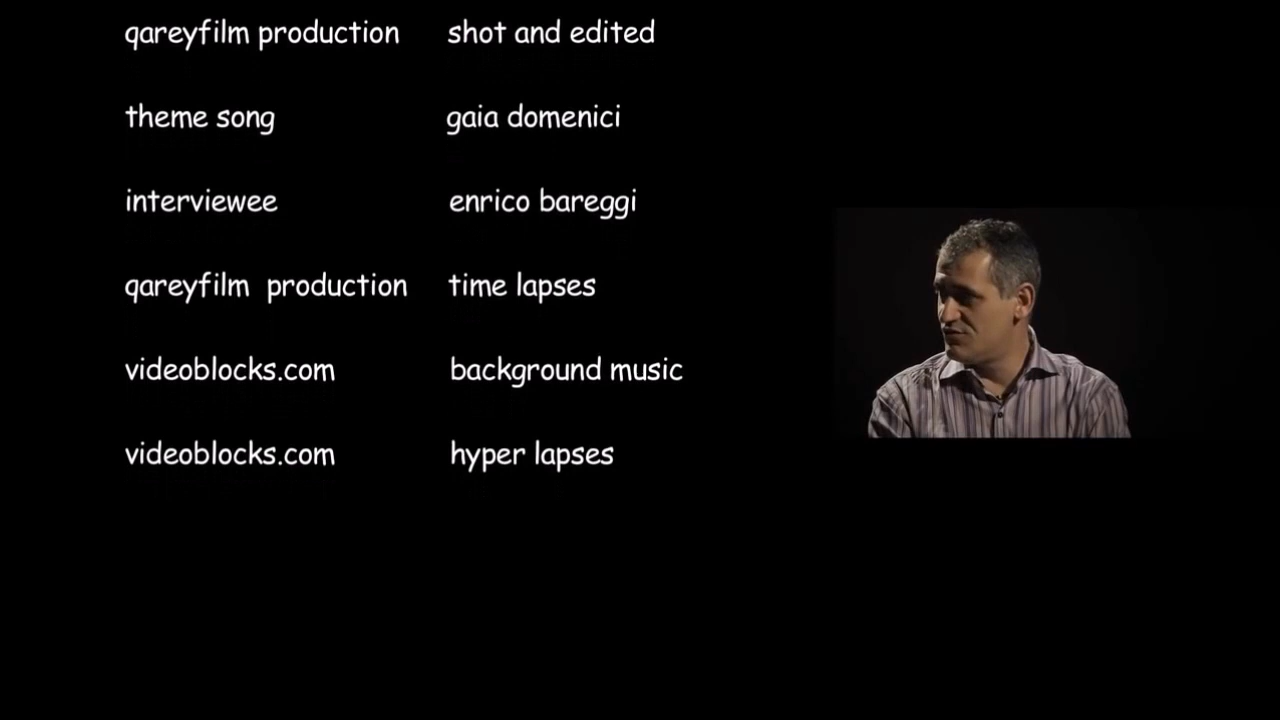 qareyfilm production shot and edited
theme song gaia domenici
interviewee enrico bareggi
qareyfilm production time lapses
videoblocks.com background music
videoblocks.com hyper lapses